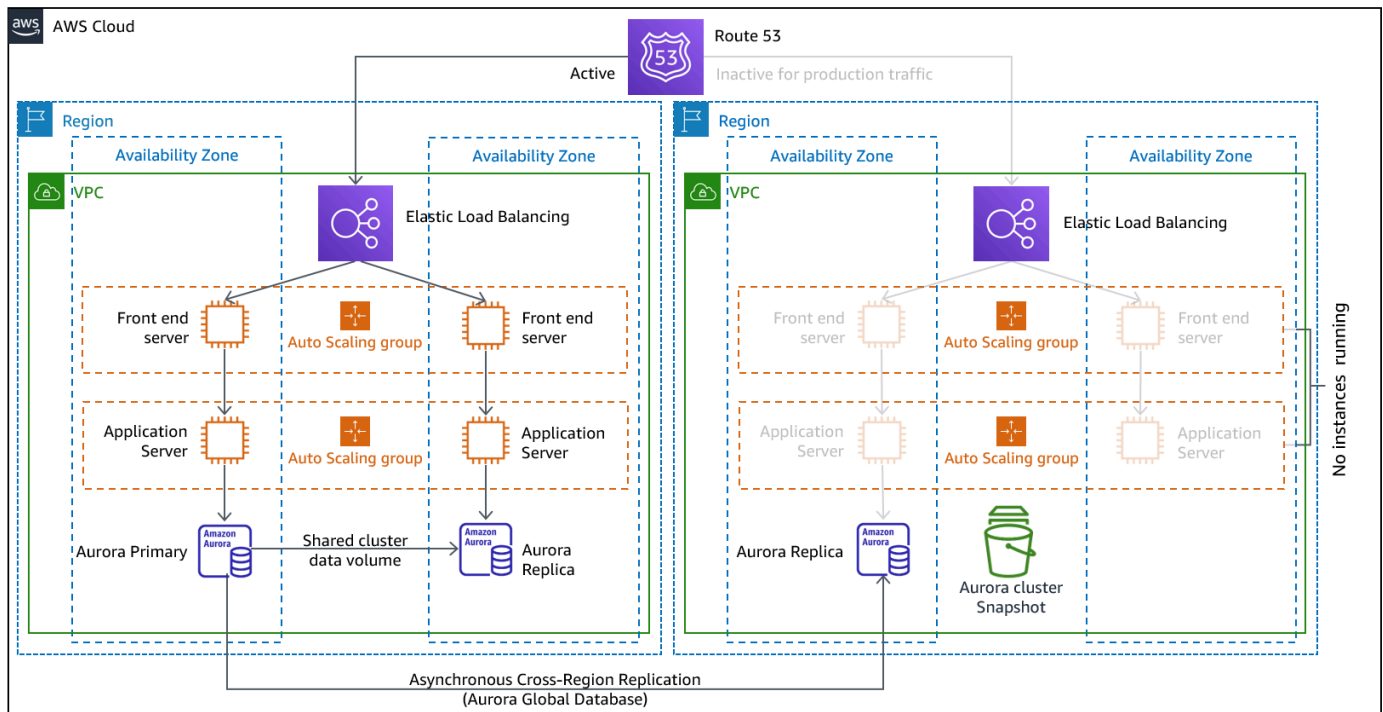 aws
AWS Cloud
53
Route 53
Active
Inactive for production traffic
Region
Availability Zone
Availability Zone
VPC
Elastic Load Balancing
Front end
server
Auto Scaling group
Front end
server
Application
Server
Auto Scaling group
Application
Server
Aurora Primary
Amazon
Aurora
Shared cluster
data volume
Amazon
Aurora
Aurora
Replica
Region
Availability Zone
Availability Zone
VPC
Elastic Load Balancing
Front end
server
Auto Scaling group
Front end
server
Application
Server
Auto Scaling group
Application
Server
No instances running
Aurora Replica
Amazon
Aurora
Aurora cluster
Snapshot
Asynchronous Cross-Region Replication
(Aurora Global Database)